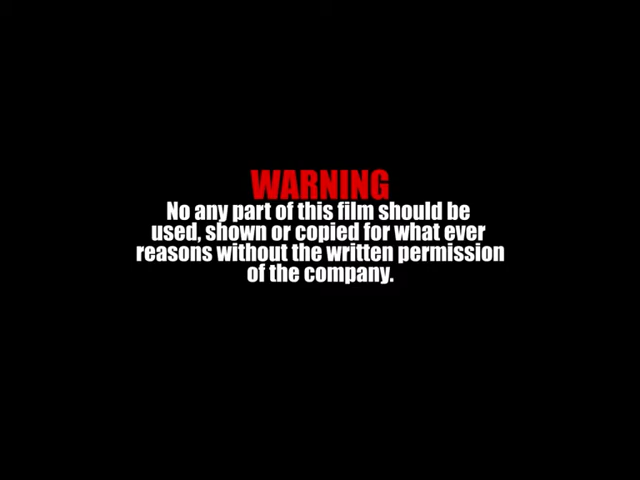 WARNING
No any part of this film should be
used, shown or copied for what ever
reasons without the written permission
of the company.